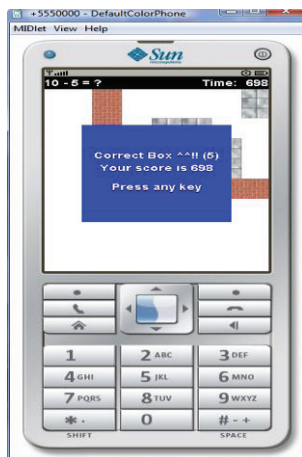 +5550000 - DefaultColorPhone
MIDlet View Help
Sun
10 - 5 = ? Time: 698
Correct Box ^^!! (5)
Your score is 698
Press any key
1 2 ABC 3 DEF
4 GHI 5 JKL 6 MNO
7 PQRS 8 TUV 9 WXYZ
* . 0 # - +
SHIFT SPACE